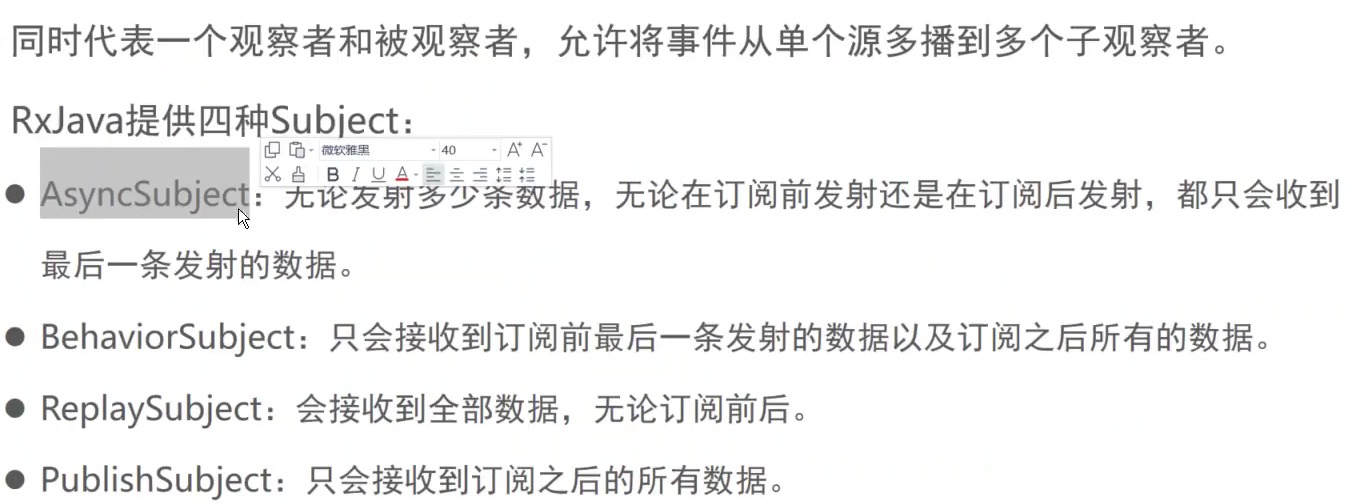 同时代表一个观察者和被观察者，允许将事件从单个源多播到多个子观察者。
RxJava提供四种Subject：
微软雅黑 40 A+ A-
B I U A
● AsyncSubject：无论发射多少条数据，无论在订阅前发射还是在订阅后发射，都只会收到
最后一条发射的数据。
● BehaviorSubject：只会接收到订阅前最后一条发射的数据以及订阅之后所有的数据。
● ReplaySubject：会接收到全部数据，无论订阅前后。
● PublishSubject：只会接收到订阅之后的所有数据。